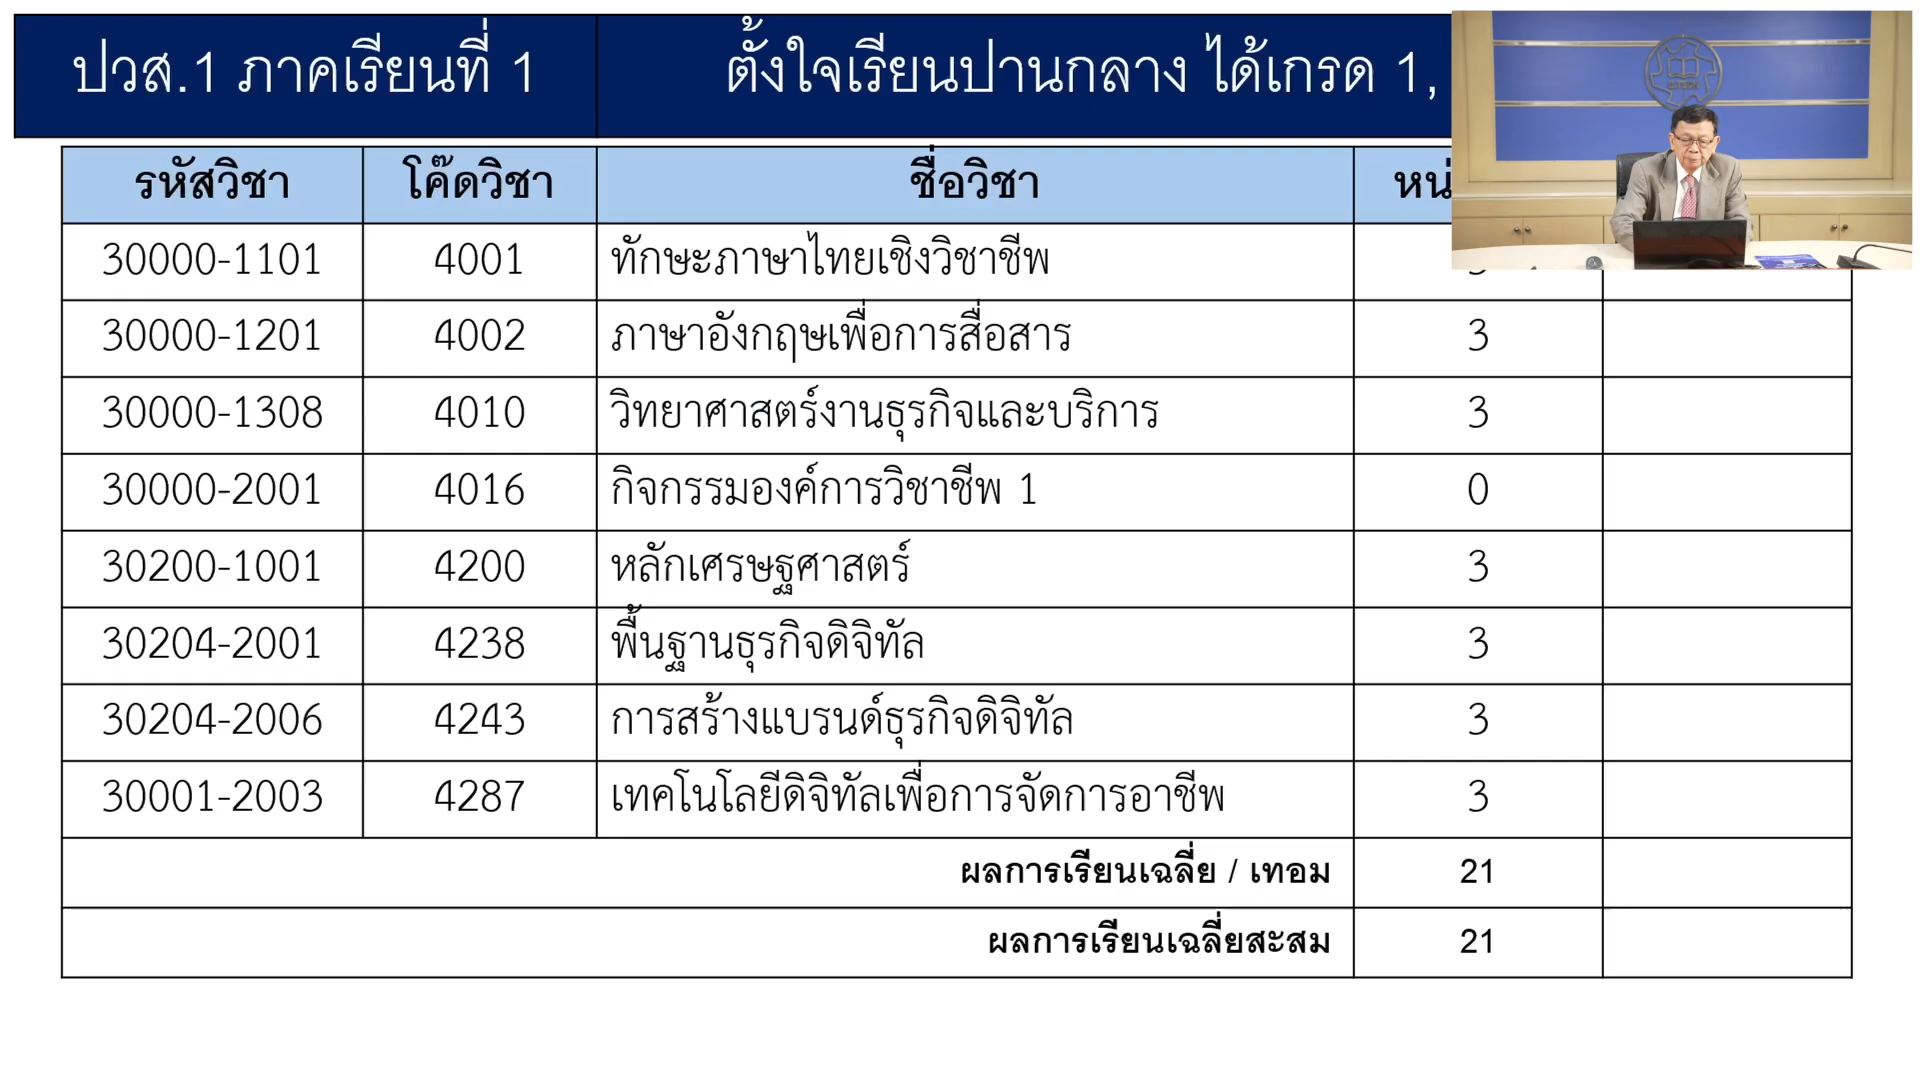 ปวส.1 ภาคเรียนที่ 1 ตั้งใจเรียนปานกลาง ได้เกรด 1,
รหัสวิชา โค๊ดวิชา ชื่อวิชา
30000-1101 4001 ทักษะภาษาไทยเชิงวิชาชีพ
30000-1201 4002 ภาษาอังกฤษเพื่อการสื่อสาร 3
30000-1308 4010 วิทยาศาสตร์งานธุรกิจและบริการ 3
30000-2001 4016 กิจกรรมองค์การวิชาชีพ 1 0
30200-1001 4200 หลักเศรษฐศาสตร์ 3
30204-2001 4238 พื้นฐานธุรกิจดิจิทัล 3
30204-2006 4243 การสร้างแบรนด์ธุรกิจดิจิทัล 3
30001-2003 4287 เทคโนโลยีดิจิทัลเพื่อการจัดการอาชีพ 3
ผลการเรียนเฉลี่ย / เทอม 21
ผลการเรียนเฉลี่ยสะสม 21